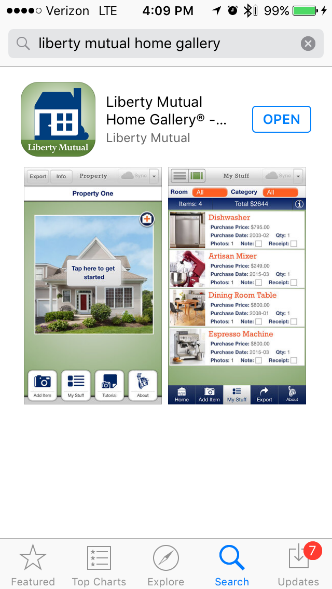 Verizon LTE 4:09 PM 99%
liberty mutual home gallery
Liberty Mutual
Home Gallery® -...
Liberty Mutual
OPEN
Liberty Mutual
Export Info Property
Property One
Tap here to get
started
Add Item My Stuff Tutorial About
My Stuff
Room All Category All
Items: 4 Total $2644
Dishwasher
Purchase Price: $795.00
Purchase Date: 2009-02 Qty: 1
Photos: 1 Note: Receipt:
Artisan Mixer
Purchase Price: $249.00
Purchase Date: 2015-03 Qty: 1
Photos: 1 Note: Receipt:
Dining Room Table
Purchase Price: $800.00
Purchase Date: 2008-01 Qty: 1
Photos: 1 Note: Receipt:
Espresso Machine
Purchase Price: $800.00
Purchase Date: 2015-03 Qty: 1
Photos: 1 Note: Receipt:
Home Add Item My Stuff Export About
7
Featured Top Charts Explore Search Updates